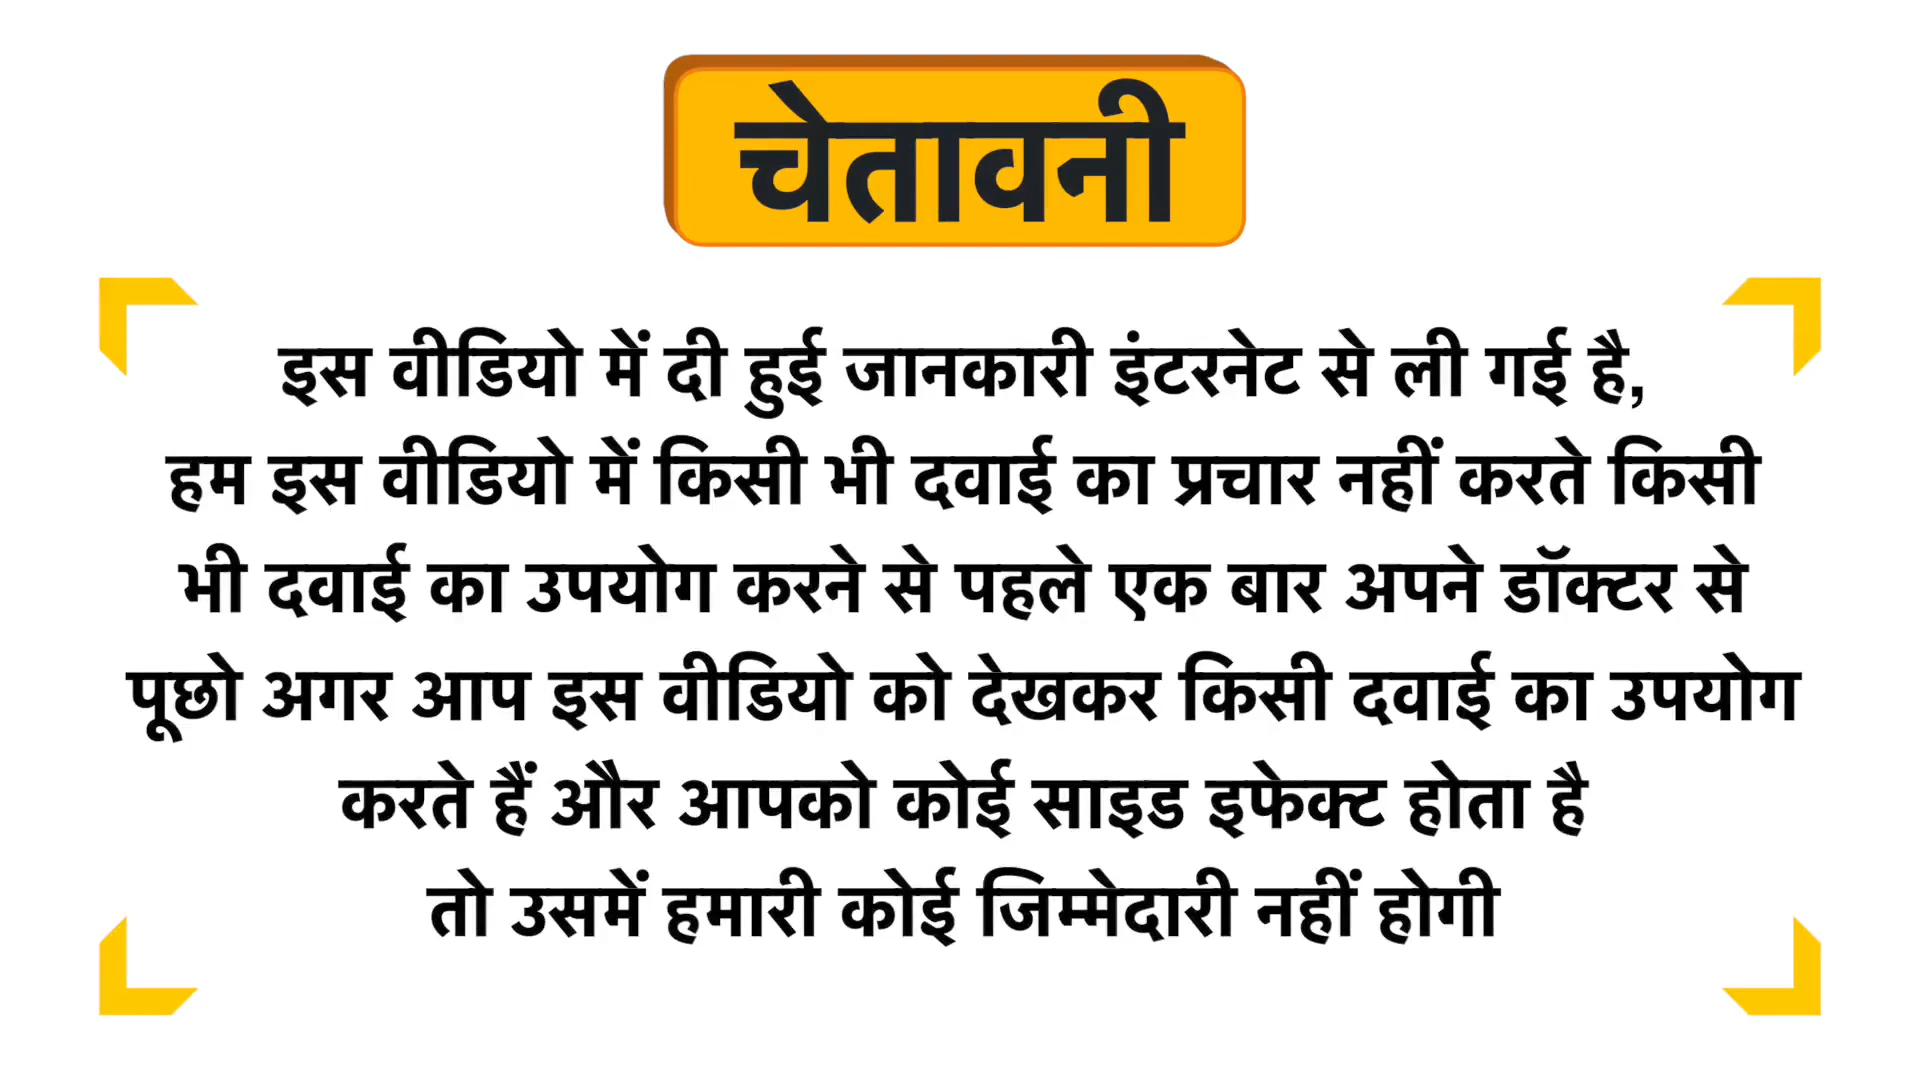 चेतावनी
इस वीडियो में दी हुई जानकारी इंटरनेट से ली गई है,
हम इस वीडियो में किसी भी दवाई का प्रचार नहीं करते किसी
भी दवाई का उपयोग करने से पहले एक बार अपने डॉक्टर से
पूछो अगर आप इस वीडियो को देखकर किसी दवाई का उपयोग
करते हैं और आपको कोई साइड इफेक्ट होता है
तो उसमें हमारी कोई जिम्मेदारी नहीं होगी